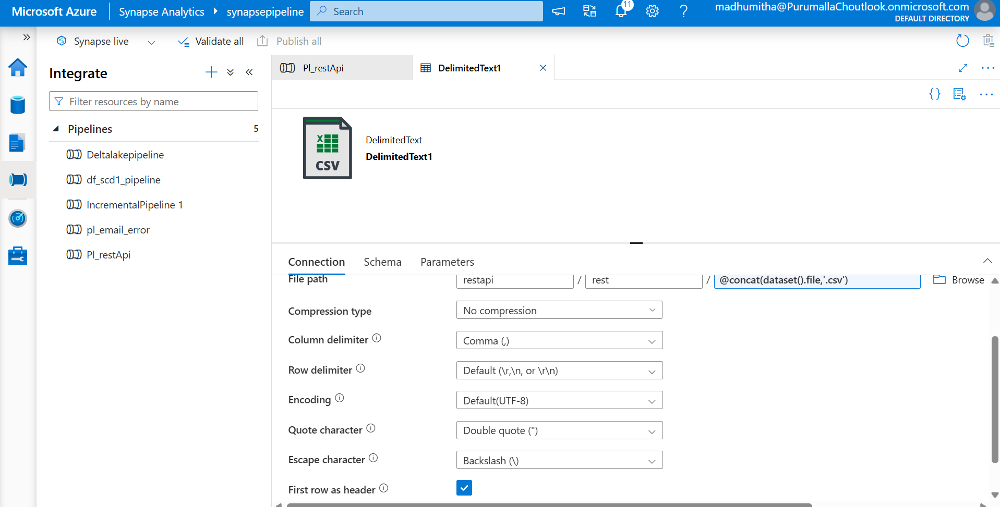 Microsoft Azure
Synapse Analytics
synapsepipeline
Search
11
madhumitha@PurumallaChoutlook.onmicrosoft.com
DEFAULT DIRECTORY
Synapse live
Validate all
Publish all
Integrate
Filter resources by name
Pipelines
5
Deltalakepipeline
df_scd1_pipeline
IncrementalPipeline 1
pl_email_error
Pl_restApi
Pl_restApi
DelimitedText1
{}
X
CSV
DelimitedText
DelimitedText1
Connection
Schema
Parameters
File path
restapi
/
rest
/
@concat(dataset().file,'.csv')
Browse
Compression type
No compression
Column delimiter
Comma (,)
Row delimiter
Default (\r,\n, or \r\n)
Encoding
Default(UTF-8)
Quote character
Double quote (")
Escape character
Backslash (\)
First row as header